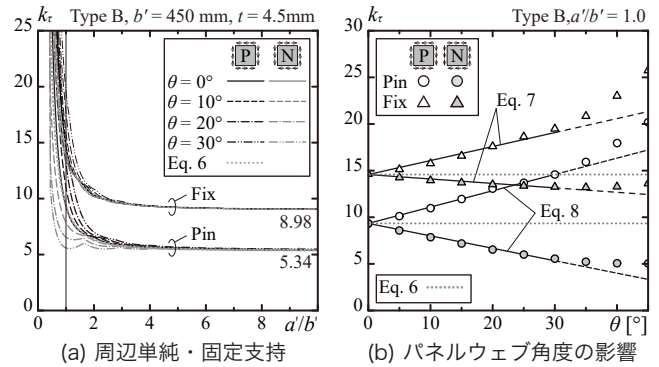 kτ Type B, b' = 450 mm, t = 4.5mm
25
20
15
10
5
0
0 2 4 6 8 a'/b'
P N
θ = 0°
θ = 10°
θ = 20°
θ = 30°
Eq. 6
Fix
8.98
Pin
5.34
(a) 周辺単純・固定支持
kτ Type B,a'/b' = 1.0
30
25
20
15
10
5
0
0 10 20 30 θ [°]
P N
Pin
Fix
Eq. 7
Eq. 8
Eq. 6
(b) パネルウェブ角度の影響